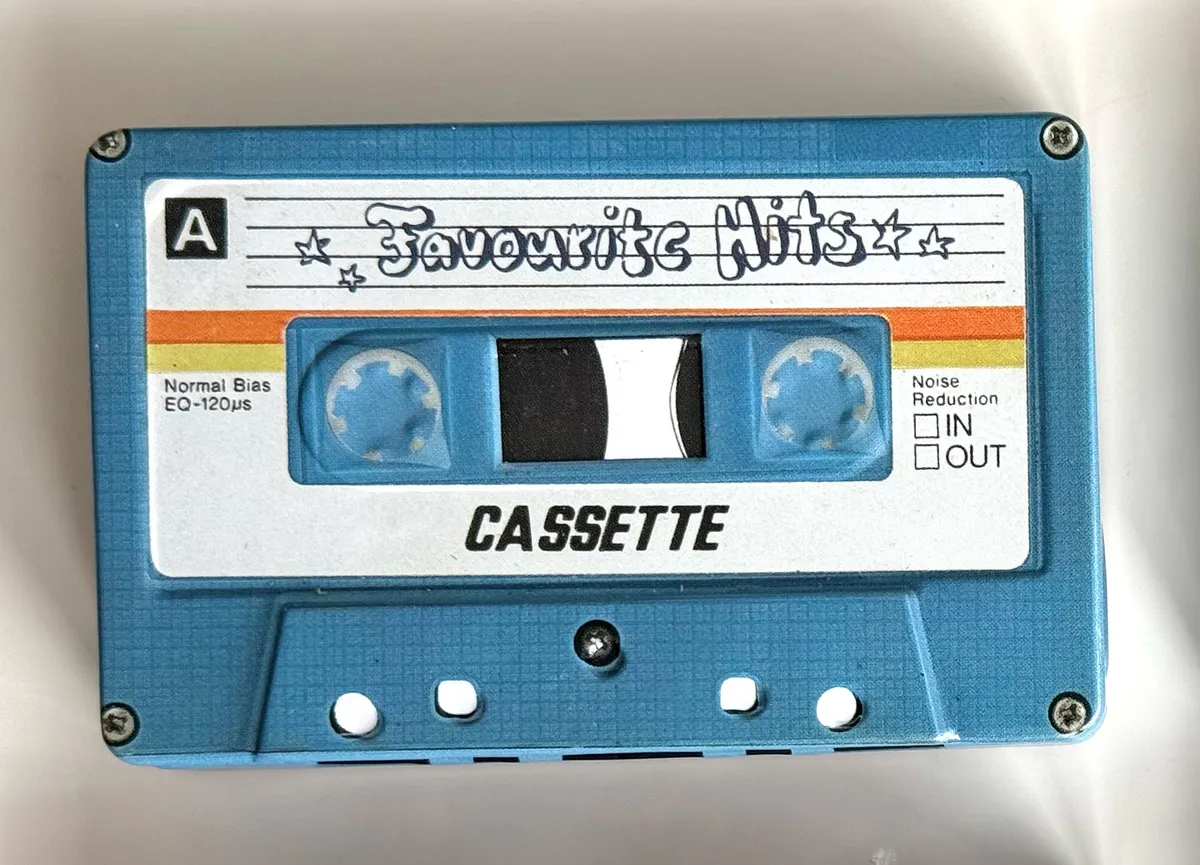 A
Favourite Hits
Normal Bias
EQ-120µs
Noise
Reduction
IN
OUT
CASSETTE